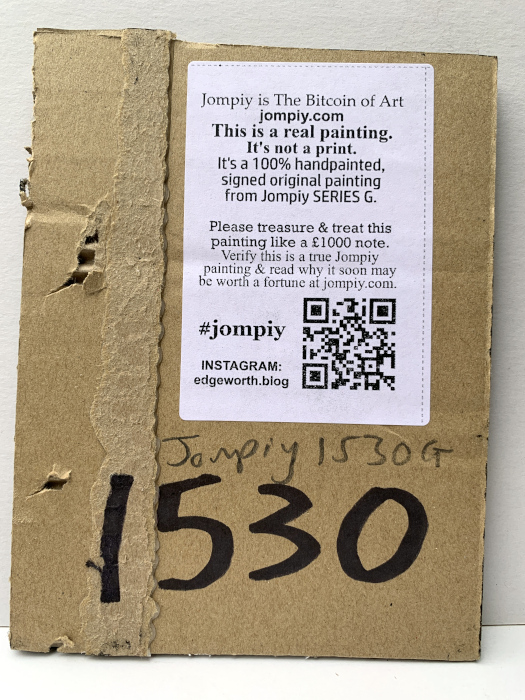 Jompiy is The Bitcoin of Art
jompiy.com
This is a real painting.
It's not a print.
It's a 100% handpainted,
signed original painting
from Jompiy SERIES G.
Please treasure & treat this
painting like a £1000 note.
Verify this is a true Jompiy
painting & read why it soon may
be worth a fortune at jompiy.com.
#jompiy
INSTAGRAM:
edgeworth.blog
Jompiy 1530G
1530